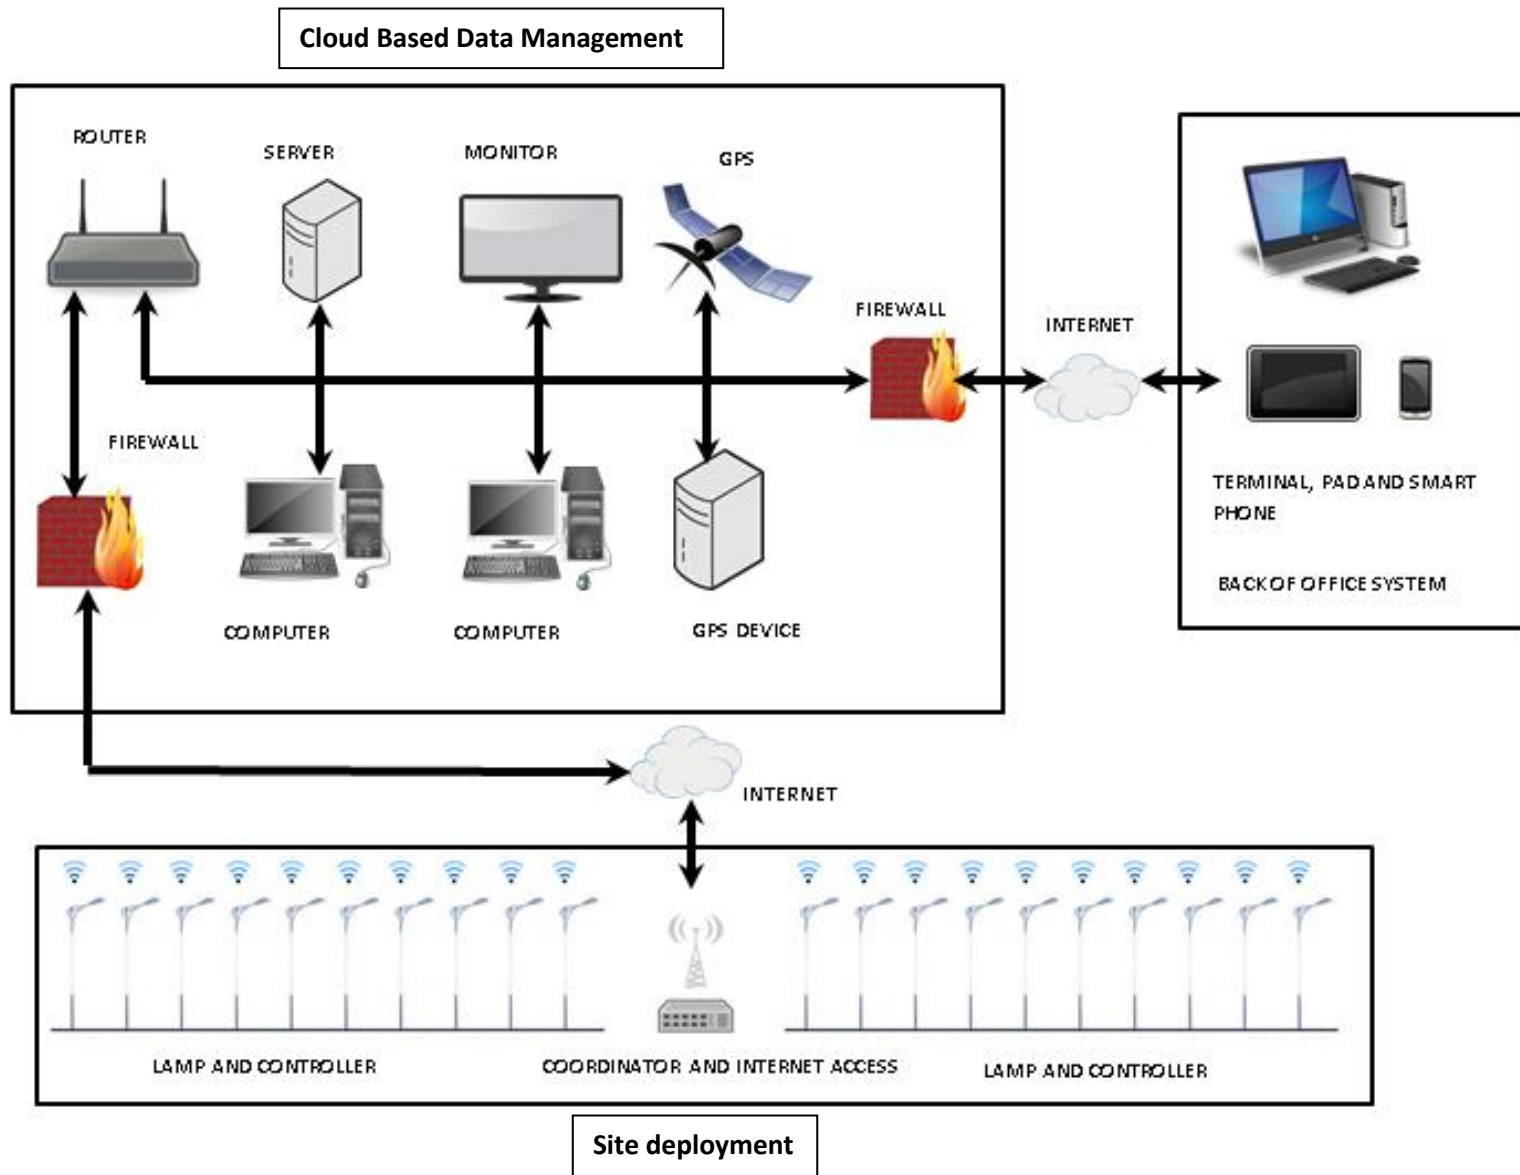 Cloud Based Data Management
ROUTER
SERVER
MONITOR
GPS
FIREWALL
INTERNET
FIREWALL
TERMINAL, PAD AND SMART
PHONE
BACK OF OFFICE SYSTEM
COMPUTER
COMPUTER
GPS DEVICE
INTERNET
LAMP AND CONTROLLER
COORDINATOR AND INTERNET ACCESS
LAMP AND CONTROLLER
Site deployment